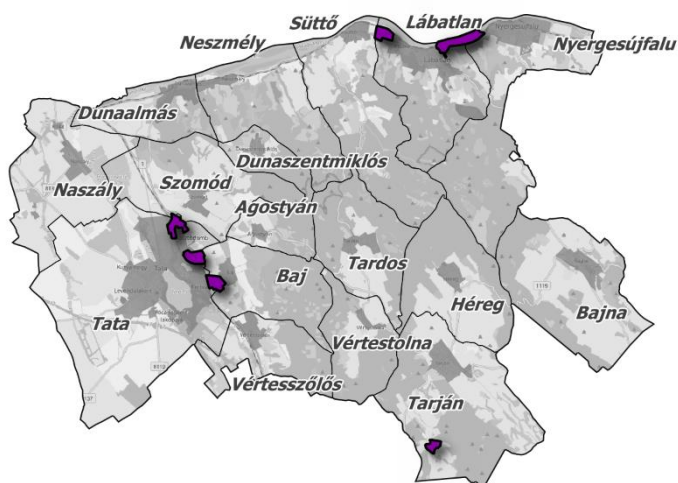 Süttő
Lábatlan
Neszmély
Nyergesújfalu
Dunaalmás
Dunaszentmiklós
Naszály
Szomód
Agostyán
Baj
Tardos
Héreg
Bajna
Tata
Vértestolna
Vértesszőlős
Tarján